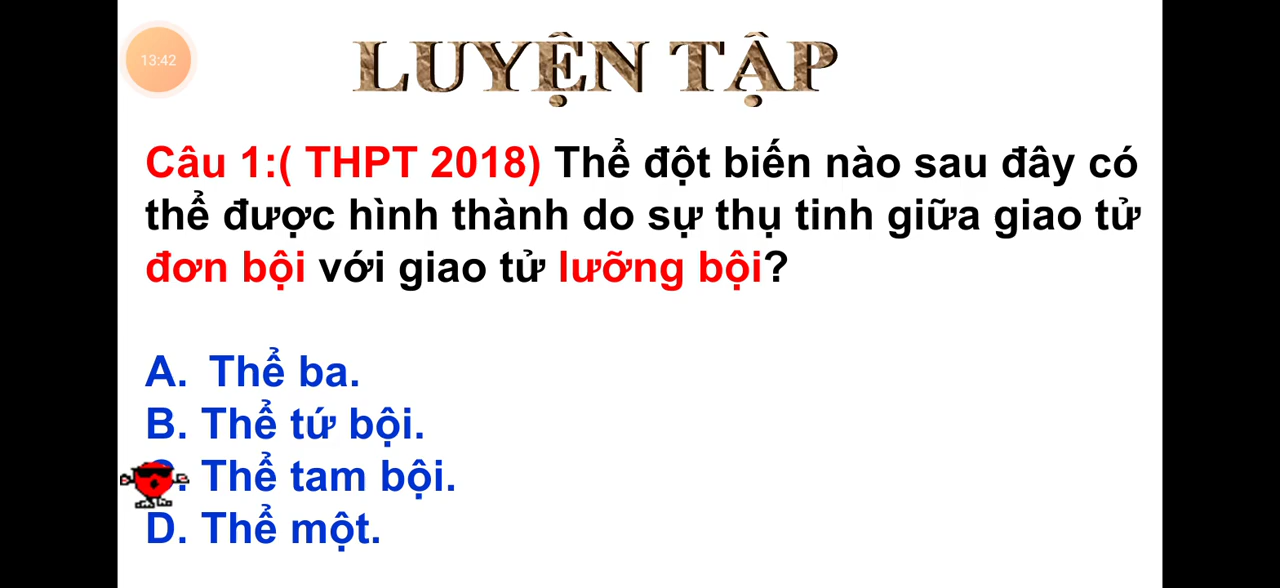 13:42
LUYỆN TẬP
Câu 1:( THPT 2018) Thể đột biến nào sau đây có
thể được hình thành do sự thụ tinh giữa giao tử
đơn bội với giao tử lưỡng bội?
A. Thể ba.
B. Thể tứ bội.
C. Thể tam bội.
D. Thể một.